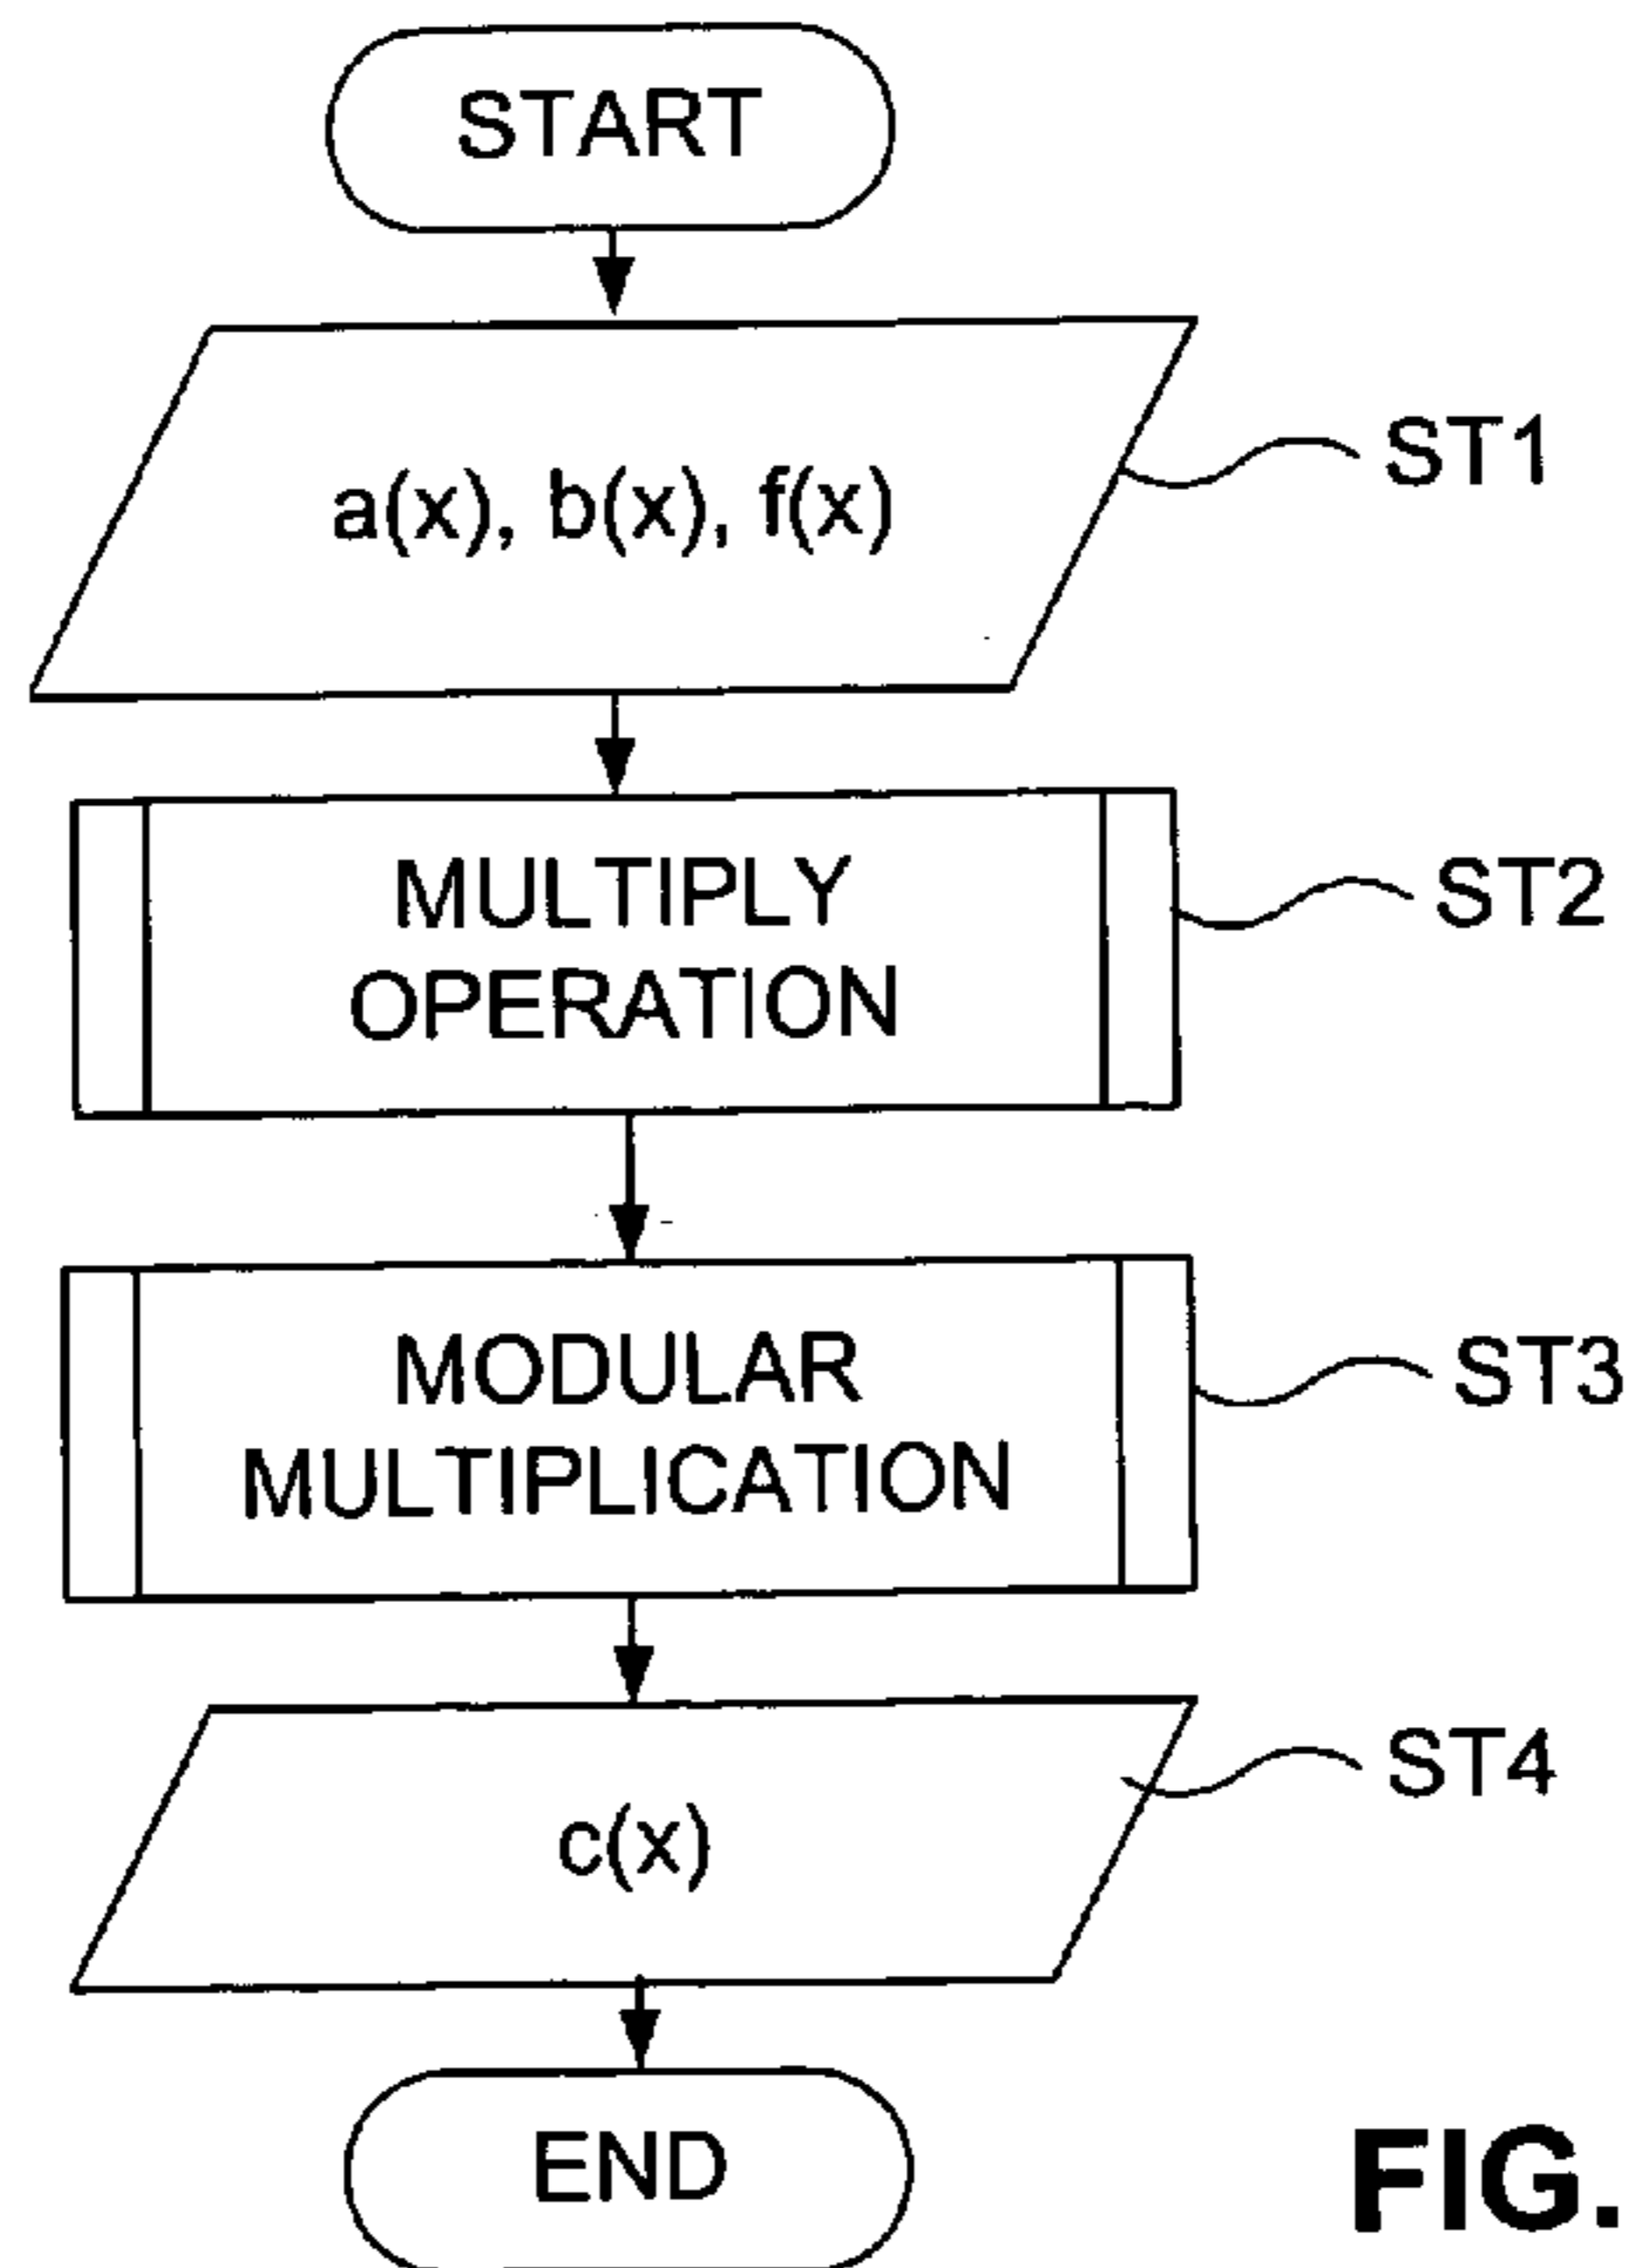 START
a(x), b(x), f(x)
ST1
MULTIPLY
OPERATION
ST2
MODULAR
MULTIPLICATION
ST3
c(x)
ST4
END
FIG.